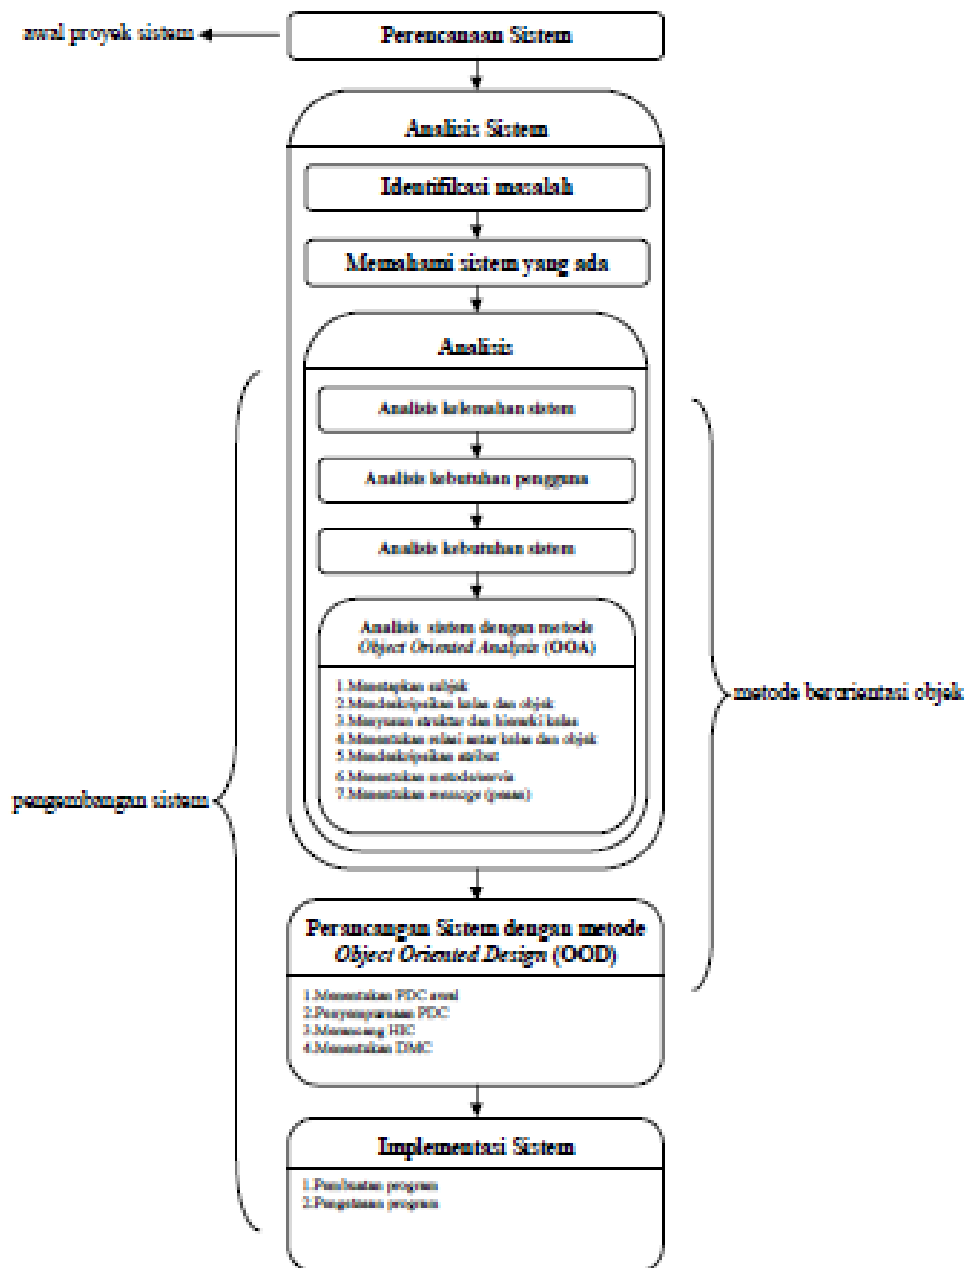 awal proyek sistem
Perencanaan Sistem
Analisis Sistem
Identifikasi masalah
Memahami sistem yang ada
Analisis
Analisis kelemahan sistem
Analisis kebutuhan pengguna
Analisis kebutuhan sistem
Analisis sistem dengan metode
Object Oriented Analysis (OOA)
1.Menetapkan subjek
2.Mendeskripsikan kelas dan objek
3.Menyusun struktur dan hierarki kelas
4.Menentukan relasi antar kelas dan objek
5.Mendeskripsikan atribut
6.Menentukan
7.Menentukan message (pesan)
metode berorientasi objek
pengembangan sistem
Perancangan Sistem dengan metode
Object Oriented Design (OOD)
1.Menentukan PDC awal
2.Penyempurnaan PDC
3.Merancang HIC
4.Menentukan DMC
Implementasi Sistem
1.Pembuatan program
2.Pengetesan program